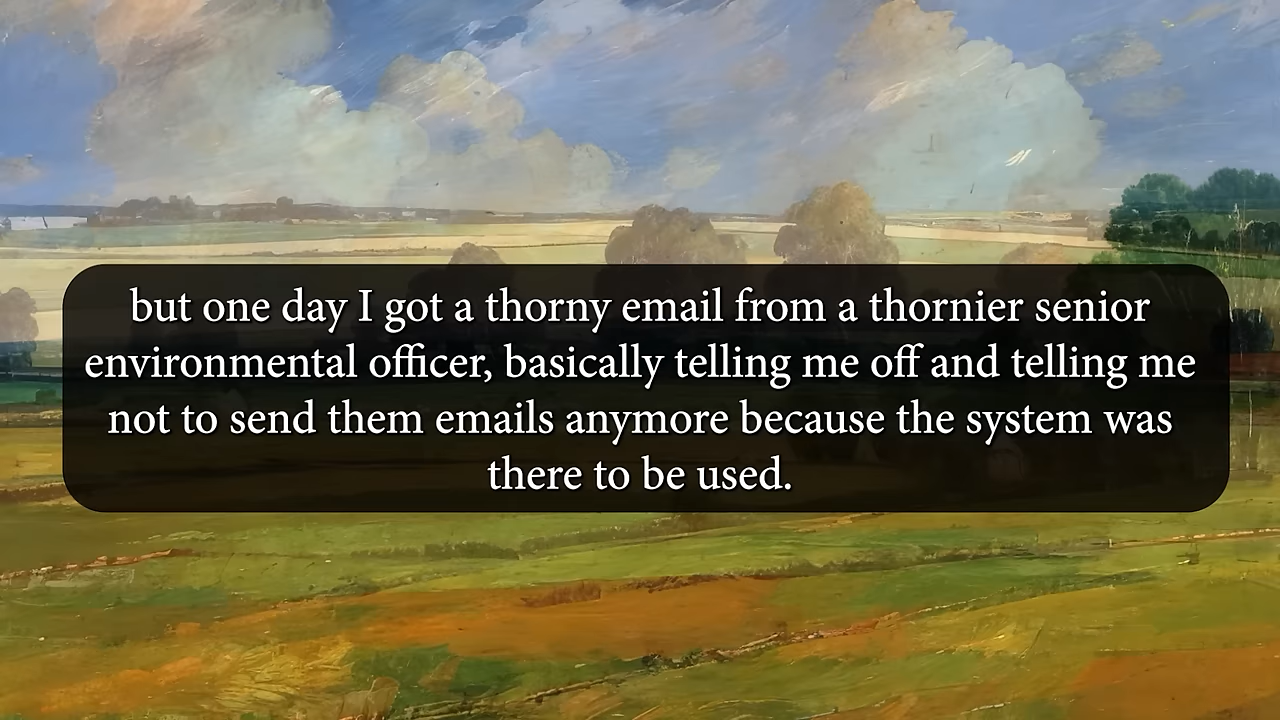 but one day I got a thorny email from a thornier senior
environmental officer, basically telling me off and telling me
not to send them emails anymore because the system was
there to be used.